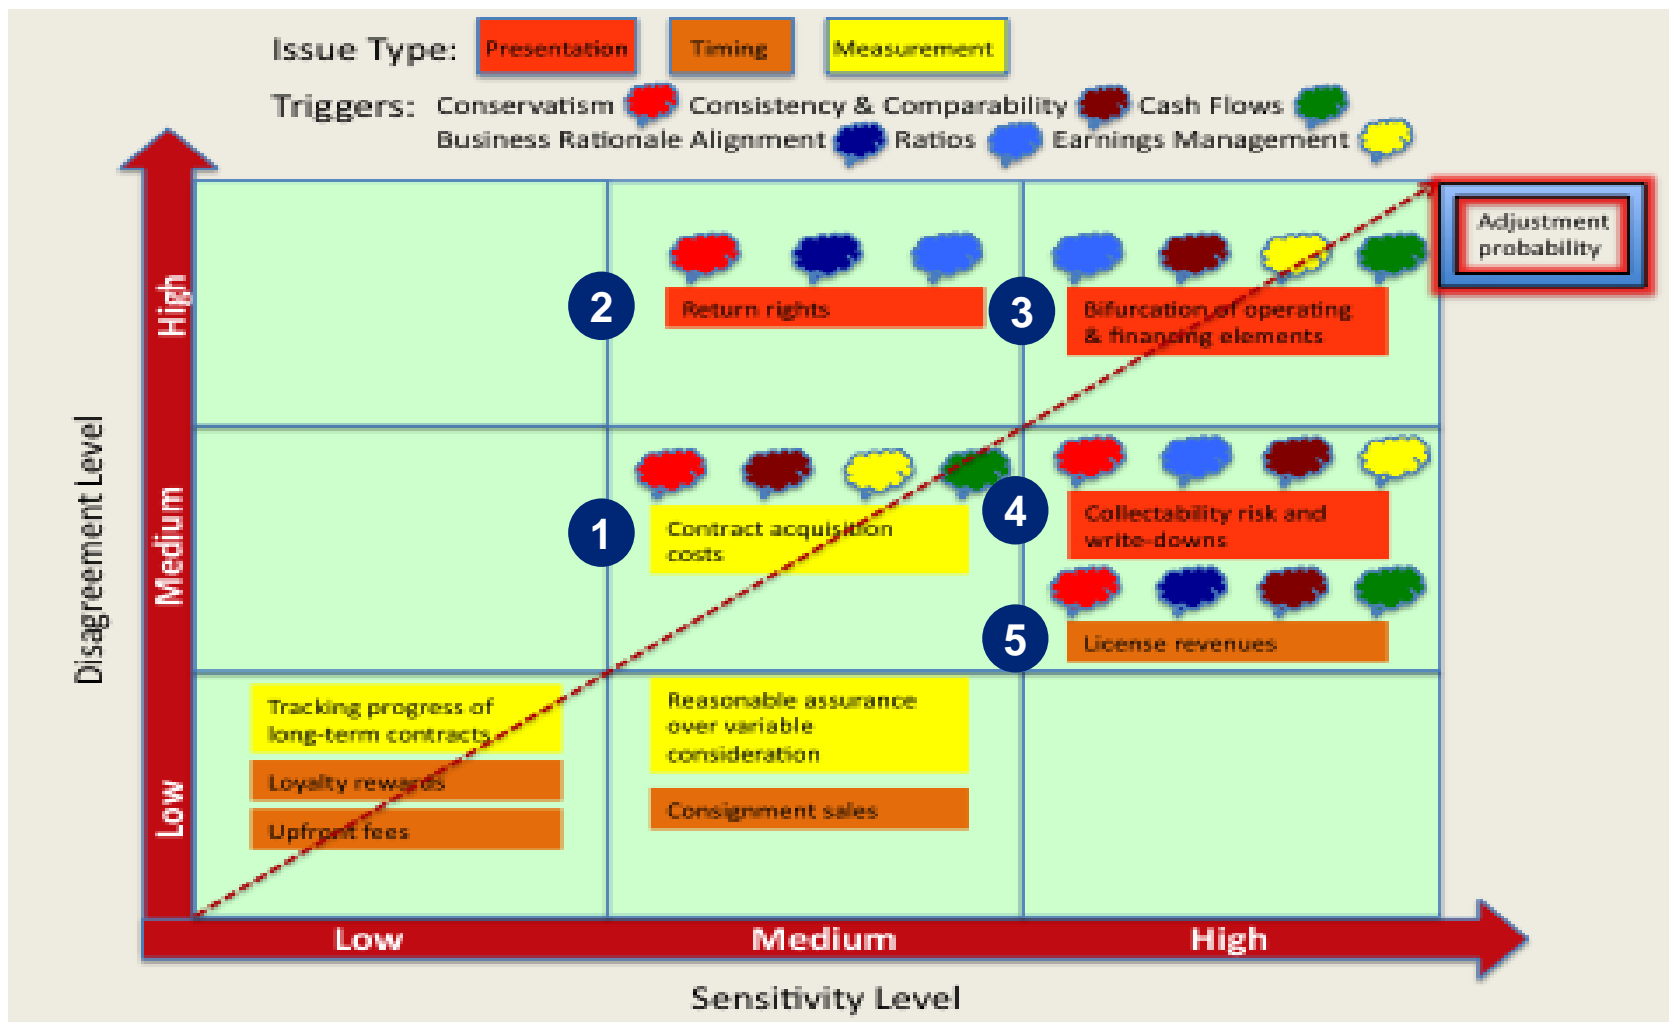 Issue Type: Presentation Timing Measurement
Triggers: Conservatism Consistency & Comparability Cash Flows
Business Rationale Alignment Ratios Earnings Management
Adjustment
probability
Disagreement Level
High
Medium
Low
2
Return rights
3
Bifurcation of operating
& financing elements
1
Contract acquisition
costs
4
Collectability risk and
write-downs
5
License revenues
Tracking progress of
long-term contracts
Loyalty rewards
Upfront fees
Reasonable assurance
over variable
consideration
Consignment sales
Low Medium High
Sensitivity Level